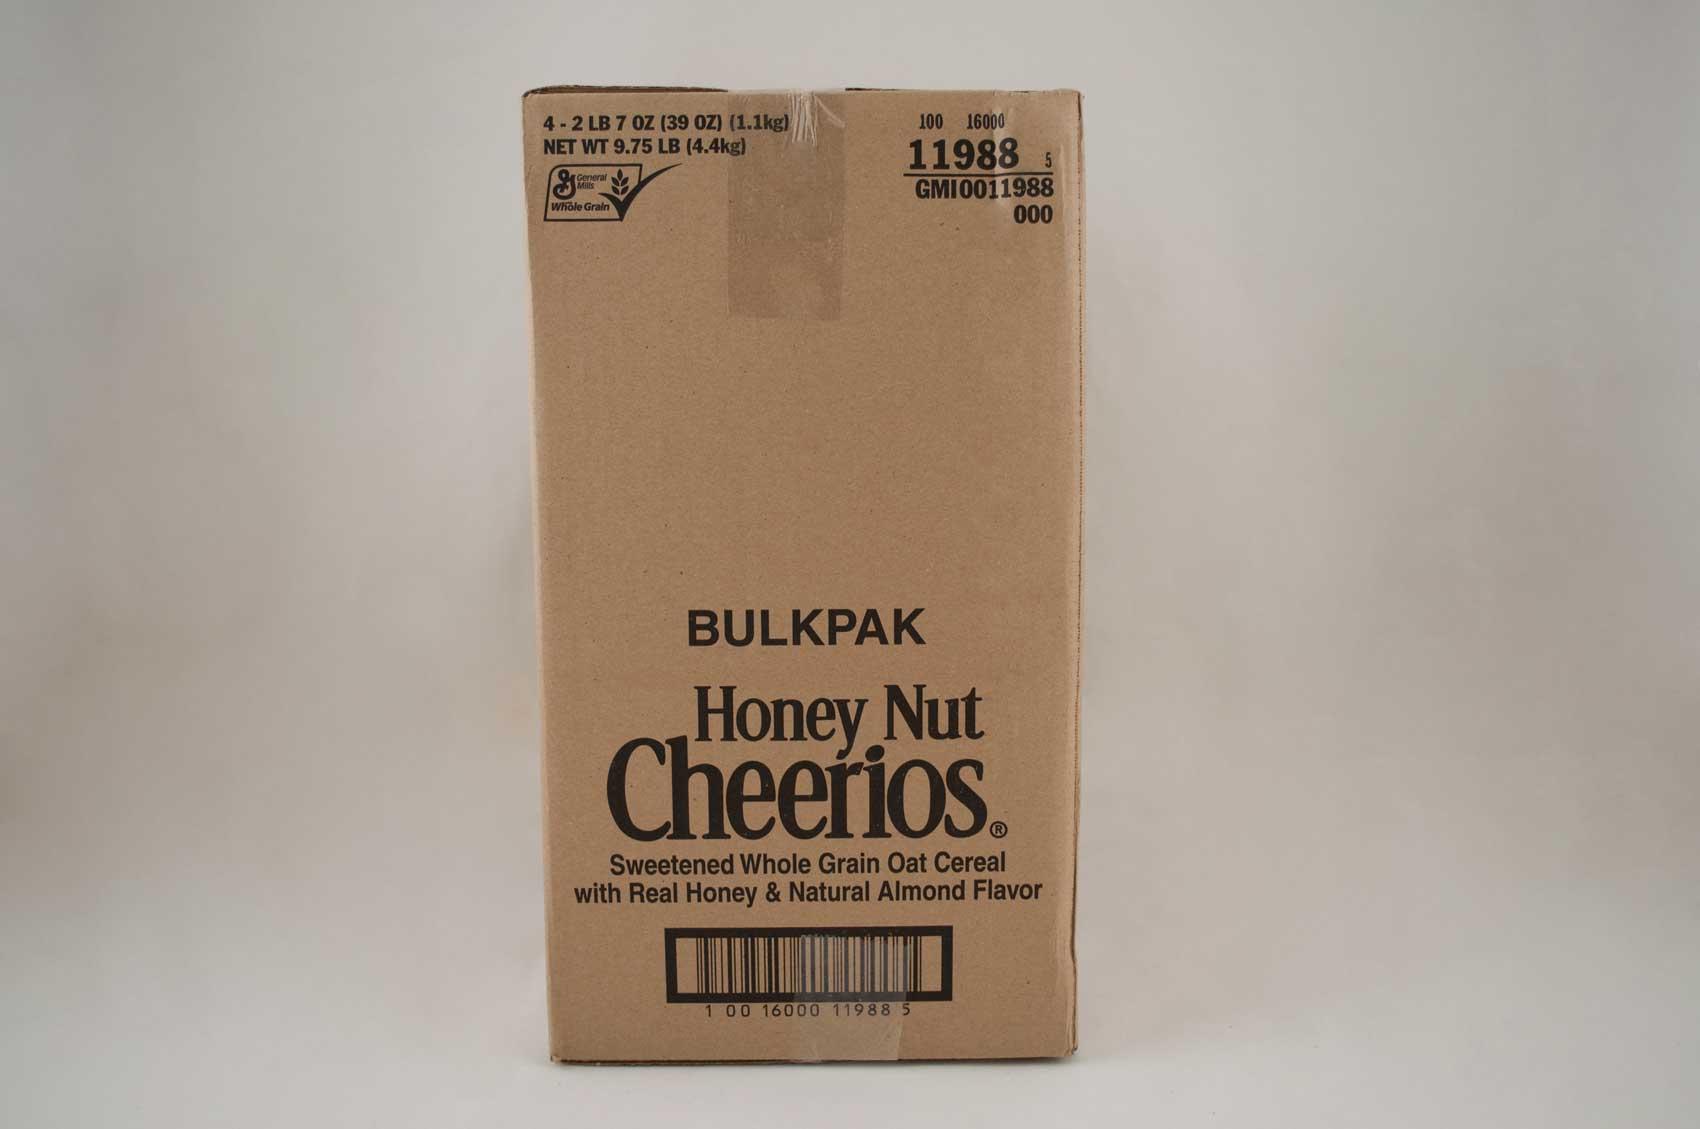 4 - 2 LB 7 OZ (39 OZ) (1.1kg)
NET WT 9.75 LB (4.4kg)
General
Mills
Whole Grain
100 16000
11988 5
GMI0011988
000
BULKPAK
Honey Nut
Cheerios®
Sweetened Whole Grain Oat Cereal
with Real Honey & Natural Almond Flavor
1 00 16000 11988 5